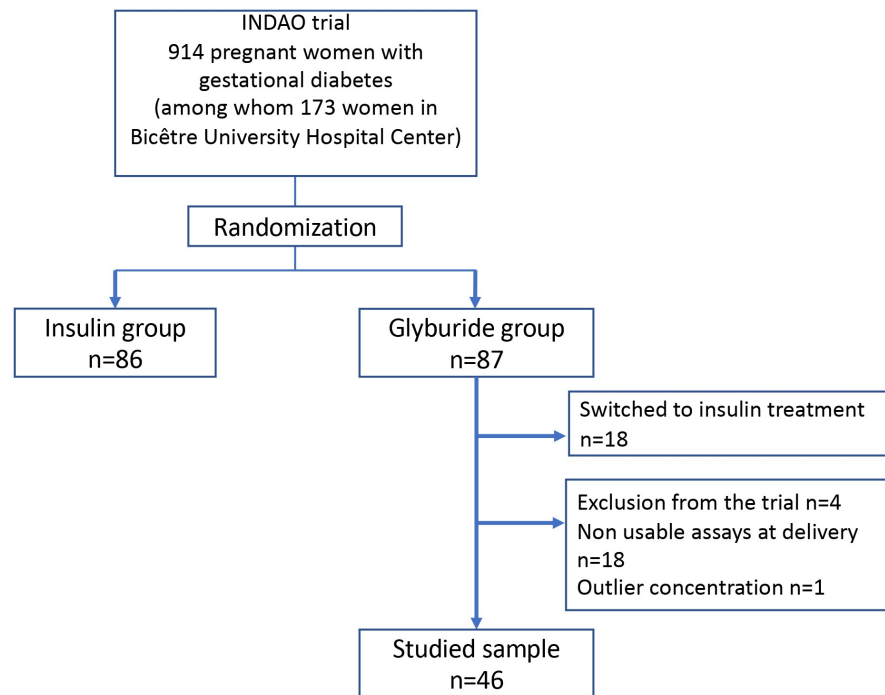 INDAO trial
914 pregnant women with
gestational diabetes
(among whom 173 women in
Bicêtre University Hospital Center)
Randomization
Insulin group
n=86
Glyburide group
n=87
Switched to insulin treatment
n=18
Exclusion from the trial n=4
Non usable assays at delivery
n=18
Outlier concentration n=1
Studied sample
n=46